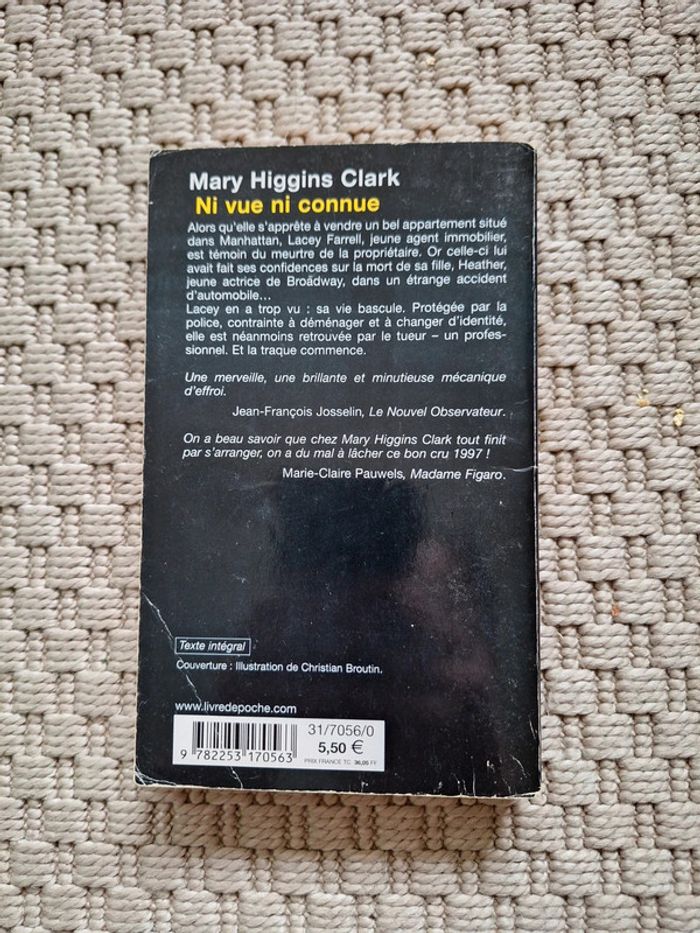 Mary Higgins Clark
Ni vue ni connue
Alors qu'elle s'apprête à vendre un bel appartement situé
dans Manhattan, Lacey Farrell, jeune agent immobilier,
est témoin du meurtre de la propriétaire. Or celle-ci lui
avait fait ses confidences sur la mort de sa fille, Heather,
jeune actrice de Broadway, dans un étrange accident
d'automobile...
Lacey en a trop vu : sa vie bascule. Protégée par la
police, contrainte à déménager et à changer d'identité,
elle est néanmoins retrouvée par le tueur – un profes-
sionnel. Et la traque commence.
Une merveille, une brillante et minutieuse mécanique
d'effroi.
Jean-François Josselin, Le Nouvel Observateur.
On a beau savoir que chez Mary Higgins Clark tout finit
par s'arranger, on a du mal à lâcher ce bon cru 1997 !
Marie-Claire Pauwels, Madame Figaro.
Texte intégral
Couverture : Illustration de Christian Broutin.
www.livredepoche.com
31/7056/0
5,50 €
PRIX FRANCE TC. 36,05 FF
9 782253 170563